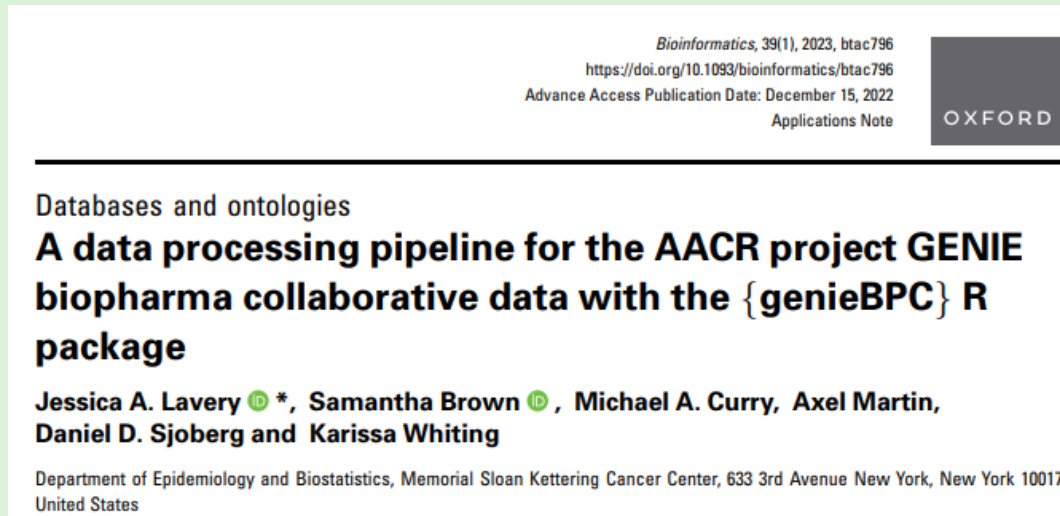 Bioinformatics, 39(1), 2023, btac796
https://doi.org/10.1093/bioinformatics/btac796
Advance Access Publication Date: December 15, 2022
Applications Note
OXFORD
Databases and ontologies
A data processing pipeline for the AACR project GENIE
biopharma collaborative data with the {genieBPC} R
package
Jessica A. Lavery iD *, Samantha Brown iD , Michael A. Curry, Axel Martin,
Daniel D. Sjoberg and Karissa Whiting
Department of Epidemiology and Biostatistics, Memorial Sloan Kettering Cancer Center, 633 3rd Avenue New York, New York 10017
United States